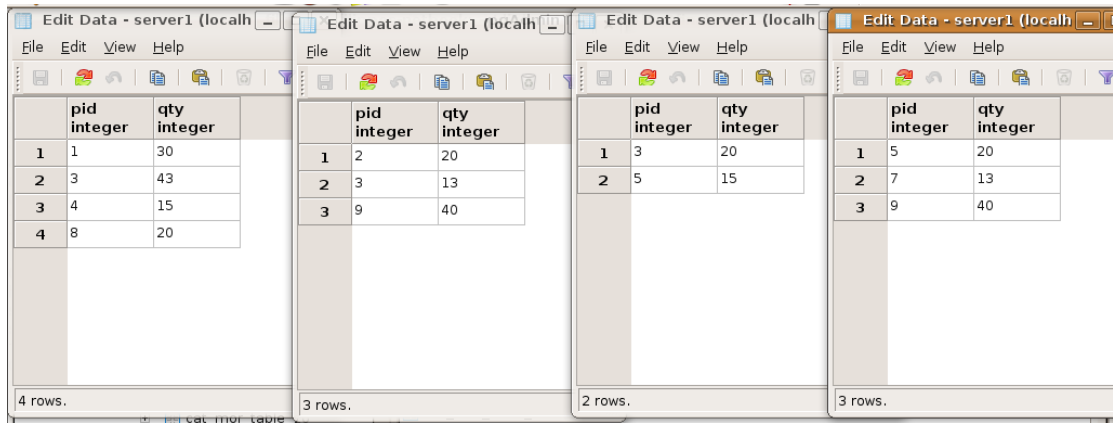 Edit Data - server1 (localh
File Edit View Help
pid integer qty integer
1 1 30
2 3 43
3 4 15
4 8 20
4 rows.
Edit Data - server1 (localh
File Edit View Help
pid integer qty integer
1 2 20
2 3 13
3 9 40
3 rows.
Edit Data - server1 (localh
File Edit View Help
pid integer qty integer
1 3 20
2 5 15
2 rows.
Edit Data - server1 (localh
File Edit View Help
pid integer qty integer
1 5 20
2 7 13
3 9 40
3 rows.